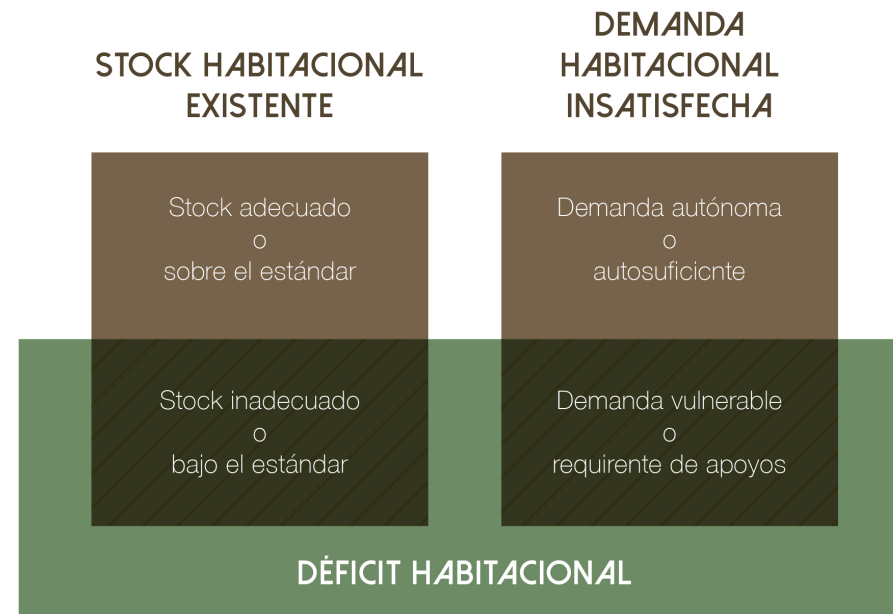 STOCK HABITACIONAL
EXISTENTE
DEMANDA
HABITACIONAL
INSATISFECHA
Stock adecuado
o
sobre el estándar
Demanda autónoma
o
autosuficicnte
Stock inadecuado
o
bajo el estándar
Demanda vulnerable
o
requirente de apoyos
DÉFICIT HABITACIONAL